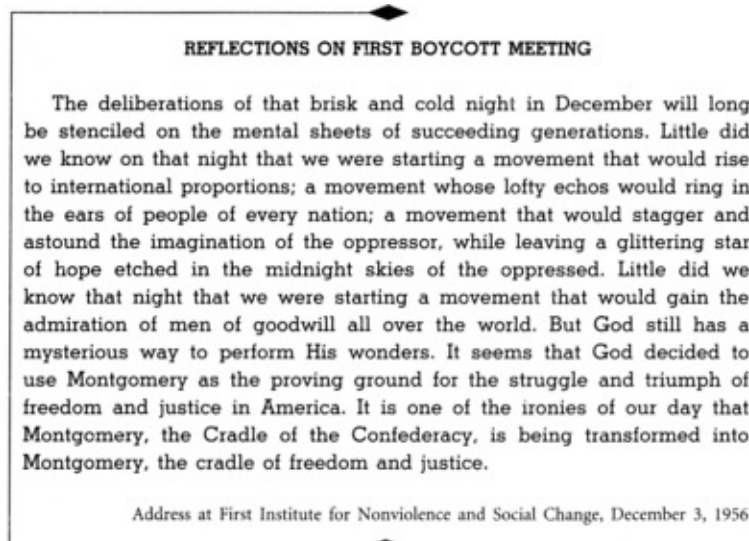 REFLECTIONS ON FIRST BOYCOTT MEETING
The deliberations of that brisk and cold night in December will long
be stenciled on the mental sheets of succeeding generations. Little did
we know on that night that we were starting a movement that would rise
to international proportions; a movement whose lofty echos would ring in
the ears of people of every nation; a movement that would stagger and
astound the imagination of the oppressor, while leaving a glittering star
of hope etched in the midnight skies of the oppressed. Little did we
know that night that we were starting a movement that would gain the
admiration of men of goodwill all over the world. But God still has a
mysterious way to perform His wonders. It seems that God decided to
use Montgomery as the proving ground for the struggle and triumph of
freedom and justice in America. It is one of the ironies of our day that
Montgomery, the Cradle of the Confederacy, is being transformed into
Montgomery, the cradle of freedom and justice.
Address at First Institute for Nonviolence and Social Change, December 3, 1956